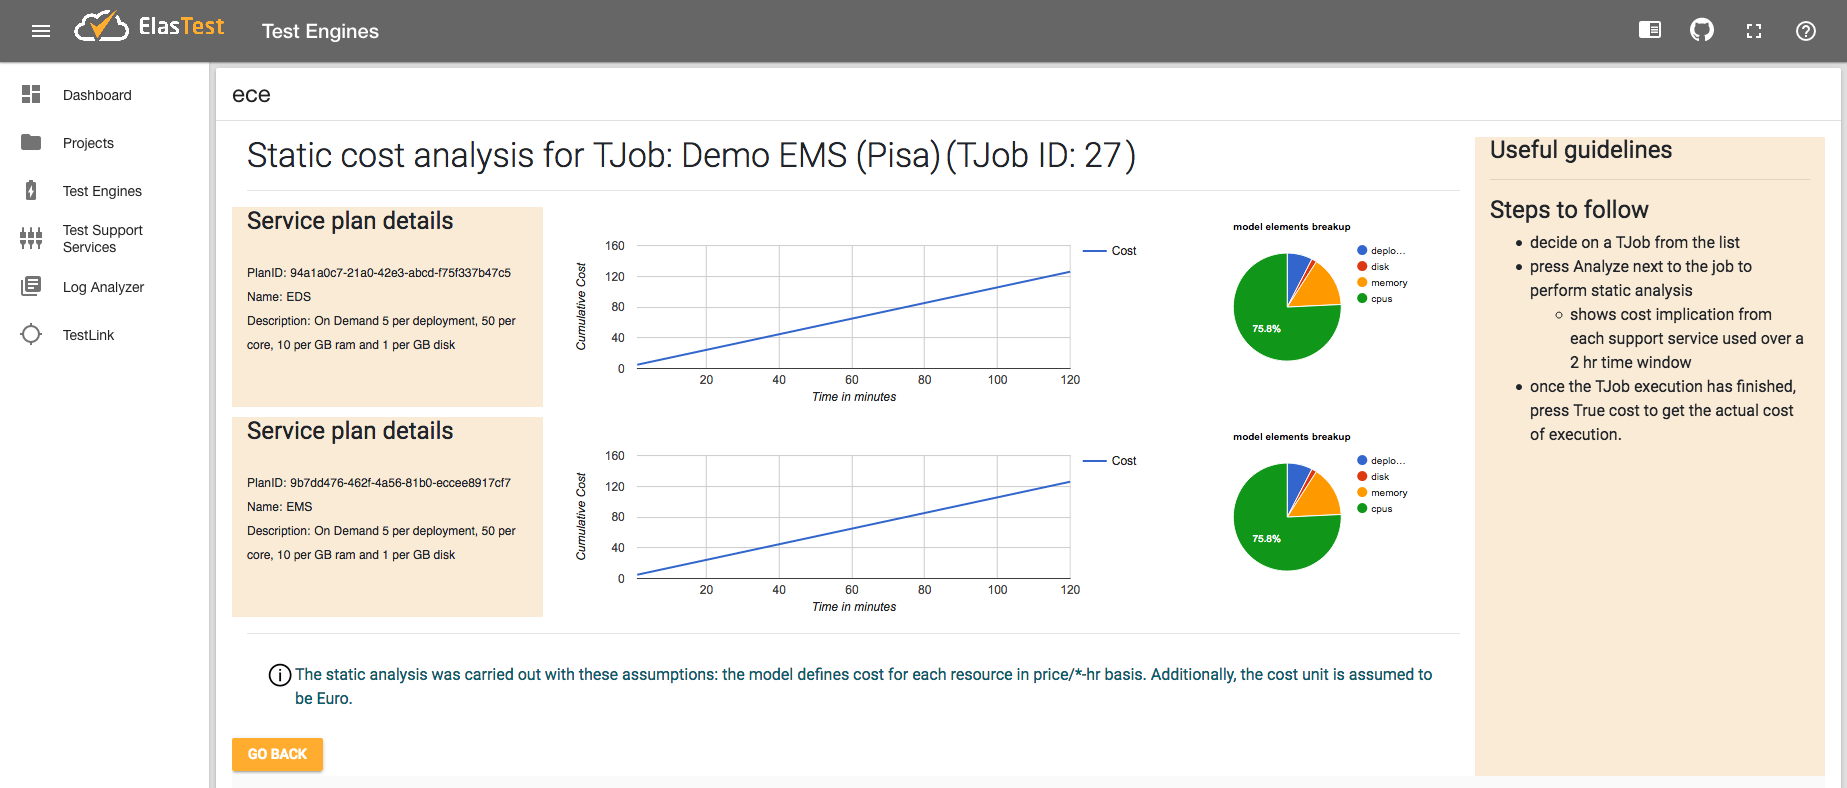 ElasTest
Test Engines
Dashboard
Projects
Test Engines
Test Support
Services
Log Analyzer
TestLink
ece
Static cost analysis for TJob: Demo EMS (Pisa)(TJob ID: 27)
Service plan details
PlanID: 94a1a0c7-21a0-42e3-abcd-f75f337b47c5
Name: EDS
Description: On Demand 5 per deployment, 50 per
core, 10 per GB ram and 1 per GB disk
Cumulative Cost
160
120
80
40
0
20 40 60 80 100 120
Time in minutes
Cost
model elements breakup
75.8%
deplo...
disk
memory
cpus
Service plan details
PlanID: 9b7dd476-462f-4a56-81b0-eccee8917cf7
Name: EMS
Description: On Demand 5 per deployment, 50 per
core, 10 per GB ram and 1 per GB disk
Cumulative Cost
160
120
80
40
0
20 40 60 80 100 120
Time in minutes
Cost
model elements breakup
75.8%
deplo...
disk
memory
cpus
The static analysis was carried out with these assumptions: the model defines cost for each resource in price/*-hr basis. Additionally, the cost unit is assumed to
be Euro.
GO BACK
Useful guidelines
Steps to follow
decide on a TJob from the list
press Analyze next to the job to
perform static analysis
shows cost implication from
each support service used over a
2 hr time window
once the TJob execution has finished,
press True cost to get the actual cost
of execution.